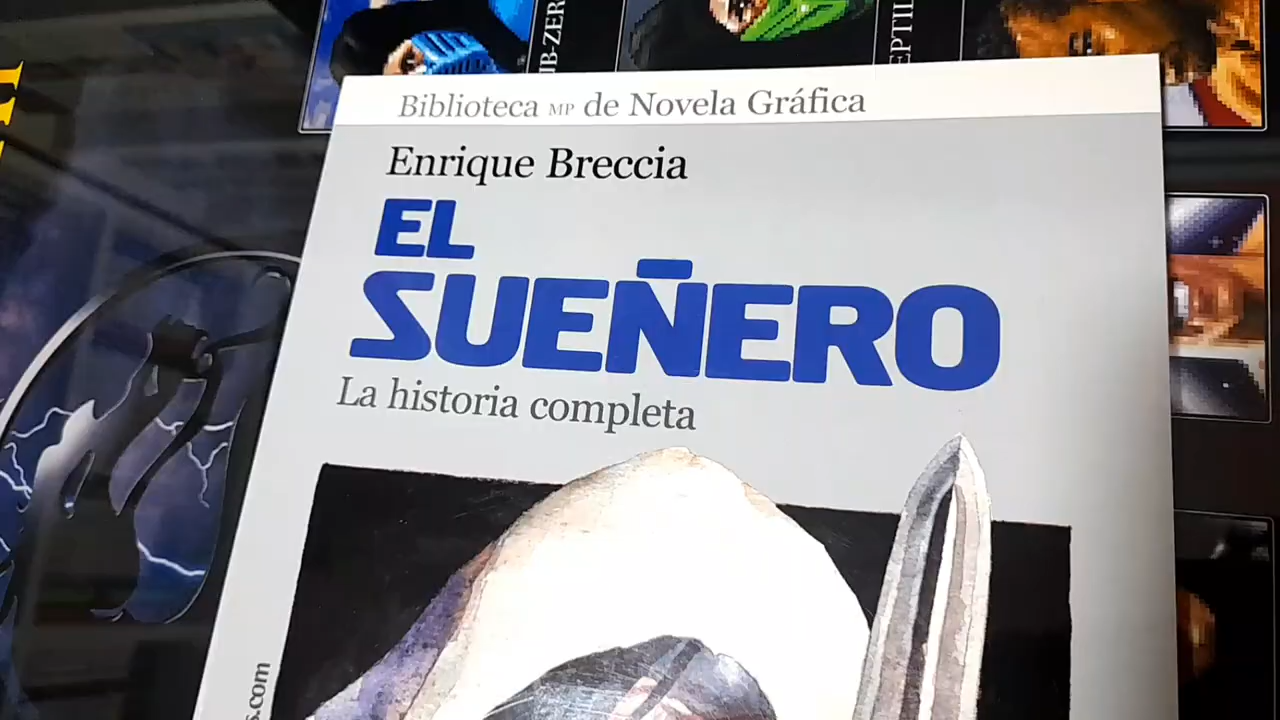 Biblioteca MP de Novela Gráfica
Enrique Breccia
EL
SUEÑERO
La historia completa